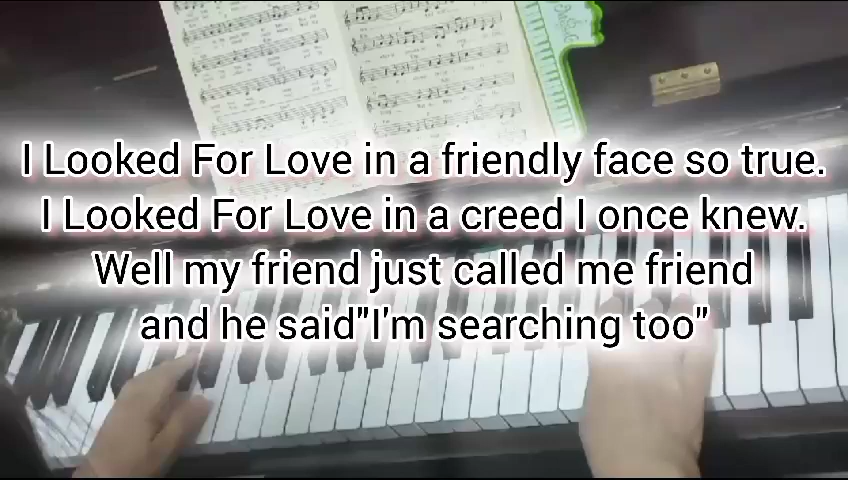 I Looked For Love in a friendly face so true.
I Looked For Love in a creed I once knew.
Well my friend just called me friend
and he said"I'm searching too"